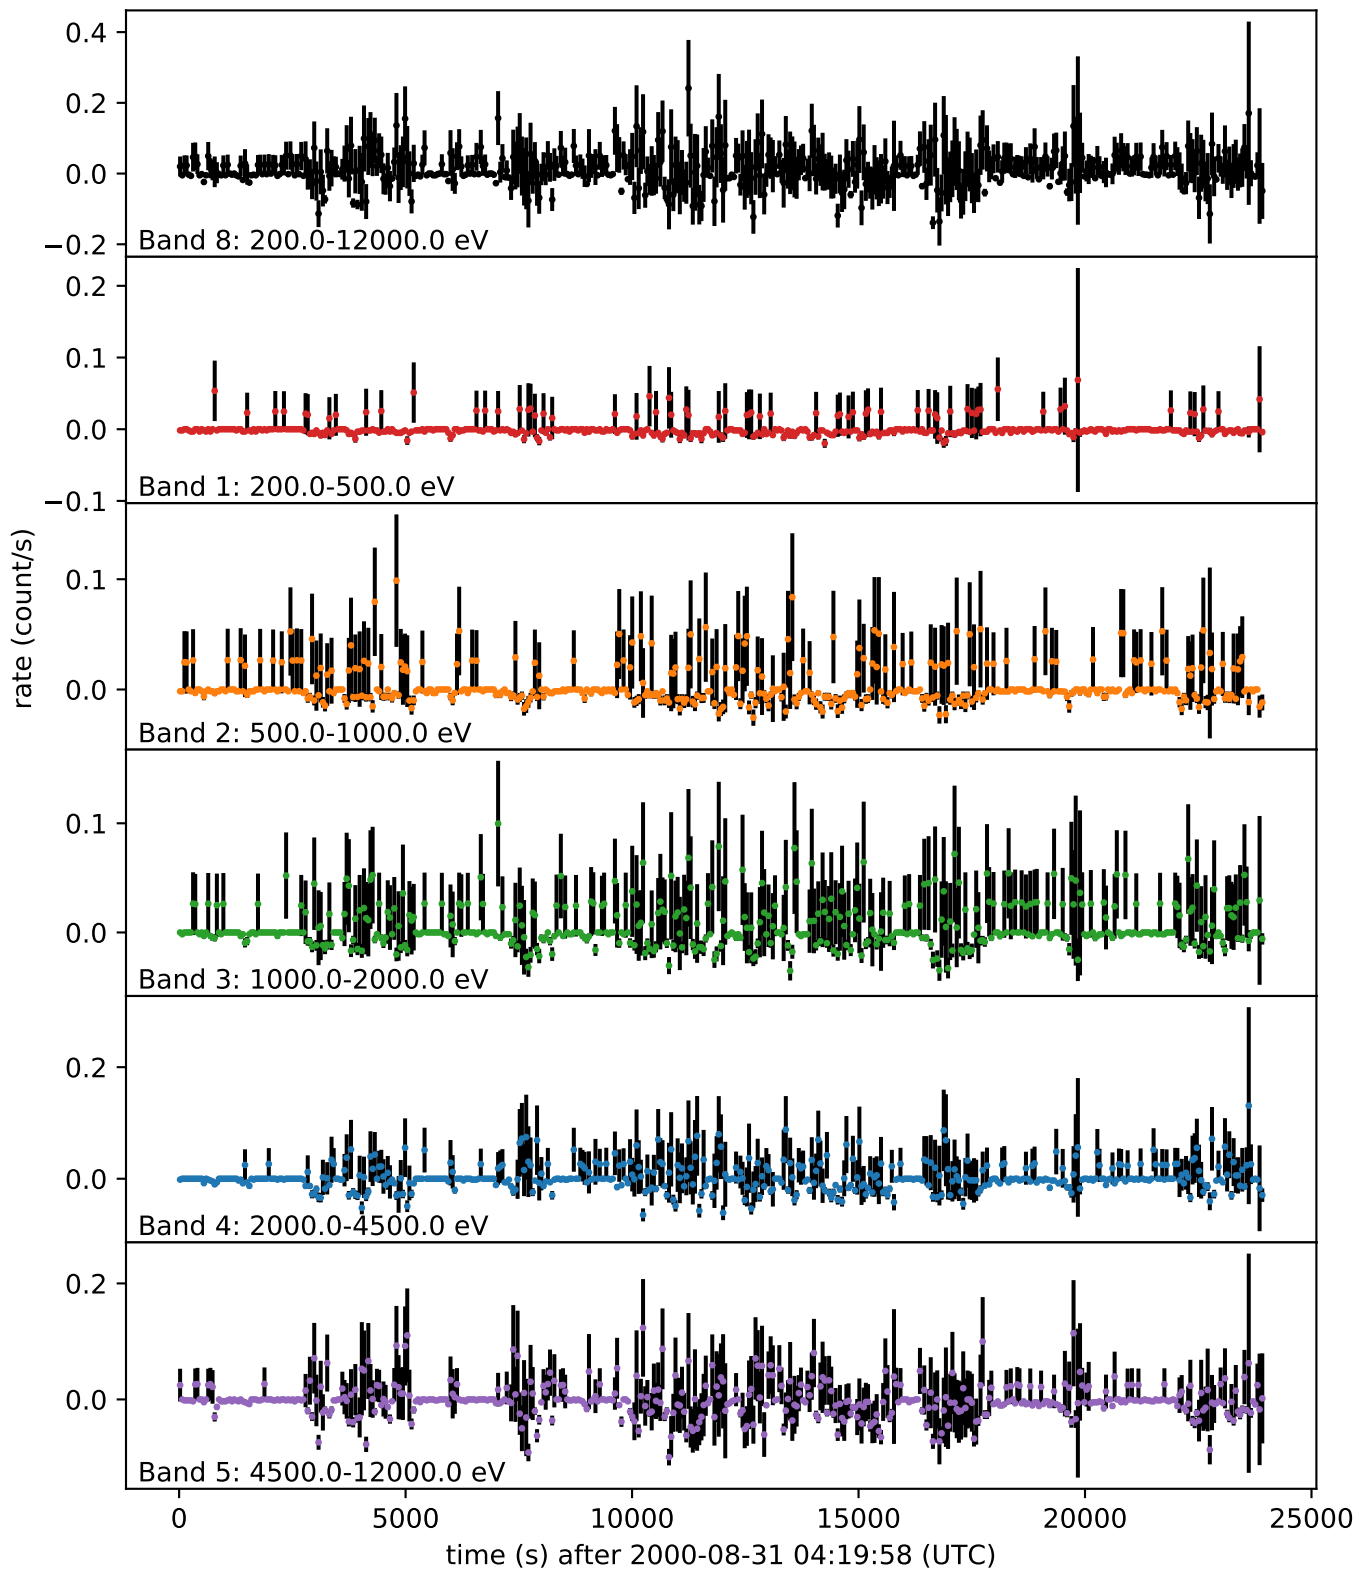 0.4
0.2
0.0
−0.2
Band 8: 200.0-12000.0 eV
0.2
0.1
0.0
−0.1
Band 1: 200.0-500.0 eV
rate (count/s)
0.1
0.0
Band 2: 500.0-1000.0 eV
0.1
0.0
Band 3: 1000.0-2000.0 eV
0.2
0.0
Band 4: 2000.0-4500.0 eV
0.2
0.0
Band 5: 4500.0-12000.0 eV
0 5000 10000 15000 20000 25000
time (s) after 2000-08-31 04:19:58 (UTC)